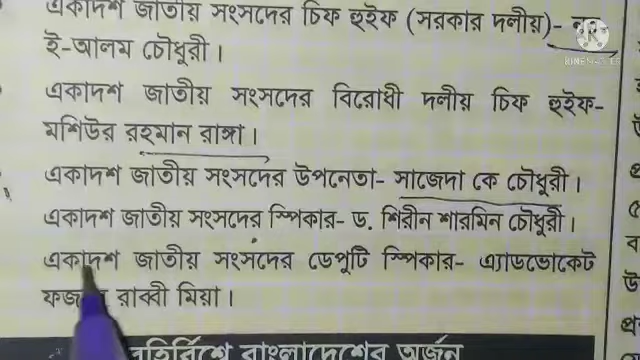 একাদশ জাতীয় সংসদের চিফ হুইফ (সরকার দলীয়)-
ই-আলম চৌধুরী।
একাদশ জাতীয় সংসদের বিরোধী দলীয় চিফ হুইফ-
মশিউর রহমান রাঙ্গা।
একাদশ জাতীয় সংসদের উপনেতা- সাজেদা কে চৌধুরী।
একাদশ জাতীয় সংসদের স্পিকার- ড. শিরীন শারমিন চৌধুরী।
একাদশ জাতীয় সংসদের ডেপুটি স্পিকার- এ্যাডভোকেট
রাব্বী মিয়া।
বাংলাদেশের অর্জন